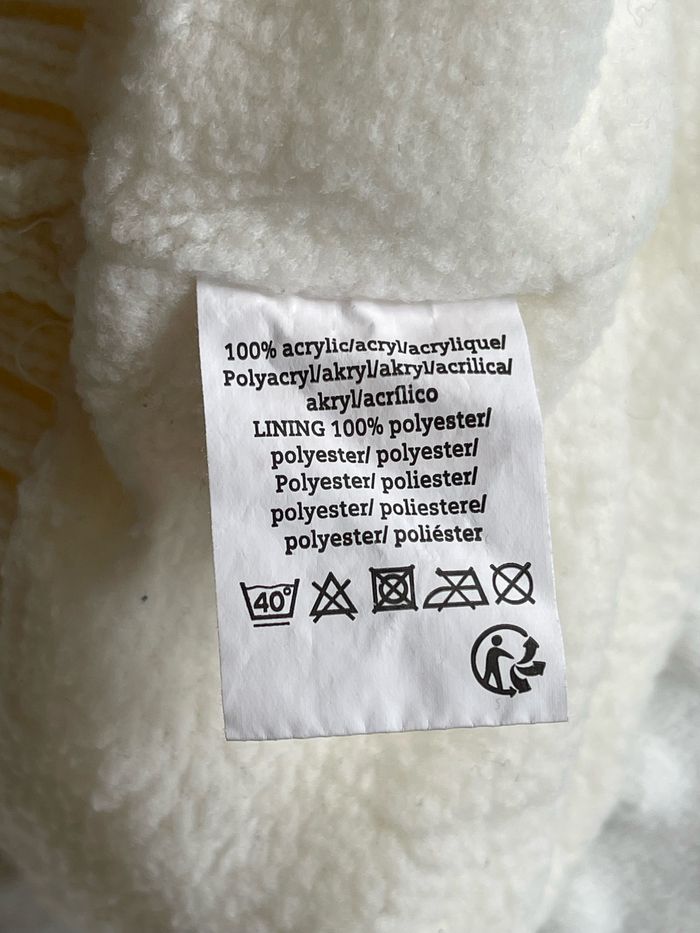 100% acrylic/acryl/acrylique/
Polyacryl/akryl/akryl/acrilica/
akryl/acrílico
LINING 100% polyester/
polyester/ polyester/
Polyester/ poliester/
polyester/ poliestere/
polyester/ poliéster
40°